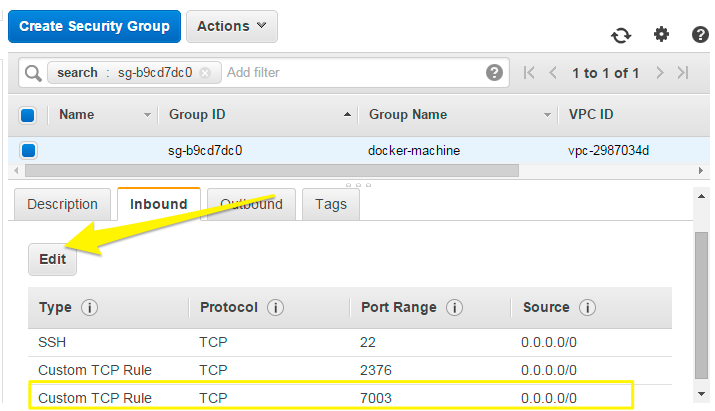 Create Security Group Actions
search : sg-b9cd7dc0 Add filter 1 to 1 of 1
Name Group ID Group Name VPC ID
sg-b9cd7dc0 docker-machine vpc-2987034d
Description Inbound Outbound Tags
Edit
Type Protocol Port Range Source
SSH TCP 22 0.0.0.0/0
Custom TCP Rule TCP 2376 0.0.0.0/0
Custom TCP Rule TCP 7003 0.0.0.0/0